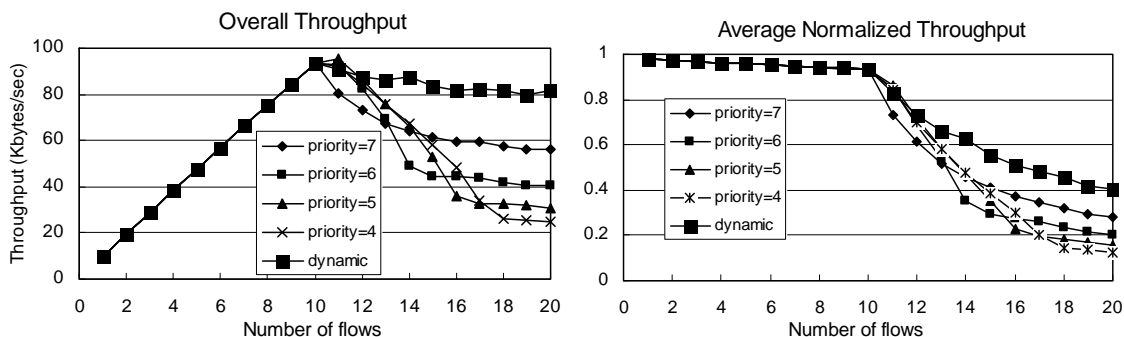 Overall Throughput
Throughput (Kbytes/sec)
100
80
60
40
20
0
priority=7
priority=6
priority=5
priority=4
dynamic
0 2 4 6 8 10 12 14 16 18 20
Number of flows
Average Normalized Throughput
1
0.8
0.6
0.4
0.2
0
priority=7
priority=6
priority=5
priority=4
dynamic
0 2 4 6 8 10 12 14 16 18 20
Number of flows